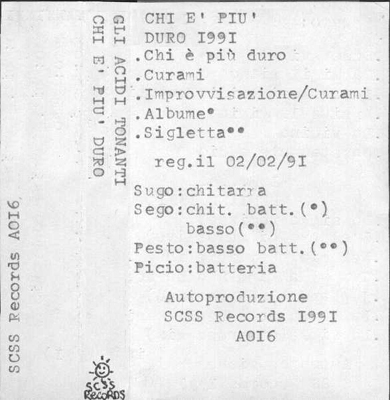 SCSS Records AOI6
GLI ACIDI TONANTI
CHI E' PIU' DURO
SCSS
RECORDS
CHI E' PIU'
DURO I99I
.Chi è più duro
.Curami
.Improvvisazione/Curami
.Albume*
.Sigletta**
reg.il 02/02/9I
Sugo:chitarra
Sego:chit. batt.(*)
basso(**)
Pesto:basso batt.(**)
Picio:batteria
Autoproduzione
SCSS Records I99I
AOI6